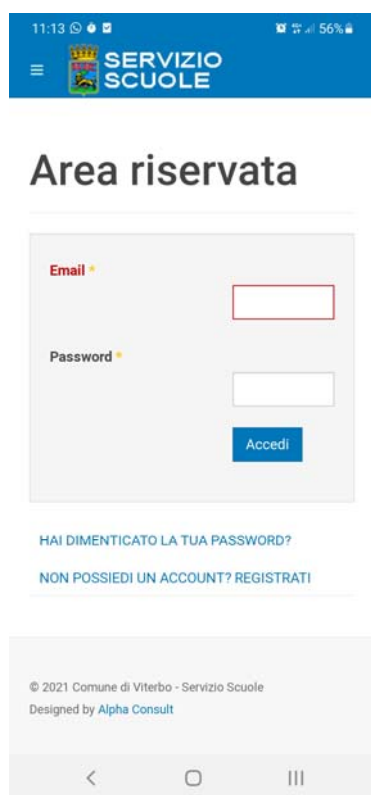 11:13 56%
SERVIZIO
SCUOLE
Area riservata
Email *
Password *
Accedi
HAI DIMENTICATO LA TUA PASSWORD?
NON POSSIEDI UN ACCOUNT? REGISTRATI
© 2021 Comune di Viterbo - Servizio Scuole
Designed by Alpha Consult